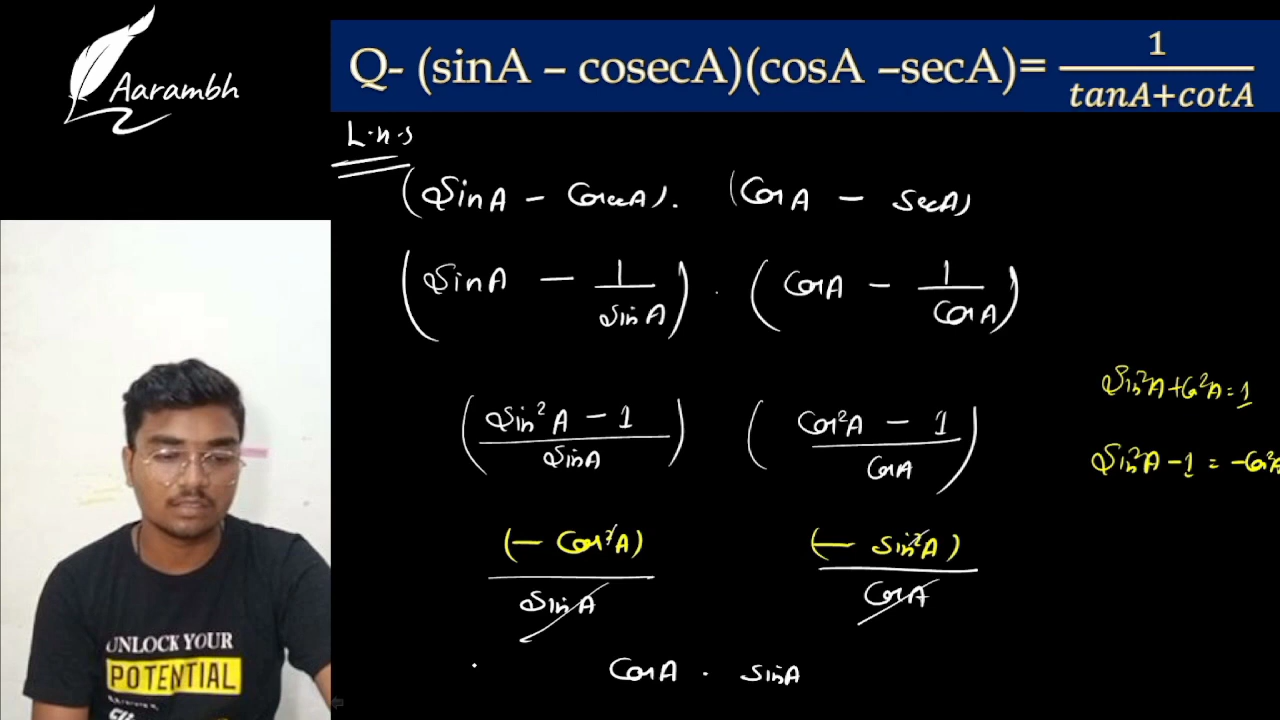 Aarambh
Q- (sinA – cosecA)(cosA –secA)= 1/(tanA+cotA)
L.H.S
(SinA - CosecA). (CosA - SecA)
(SinA - 1/SinA) . (CosA - 1/CosA)
(Sin²A - 1/SinA) (Cos²A - 1/CosA)
Sin²A+Cos²A=1
Sin²A-1 = -Cos²A
(- Cos²A)/SinA (- Sin²A)/CosA
CosA . SinA
UNLOCK YOUR
POTENTIAL